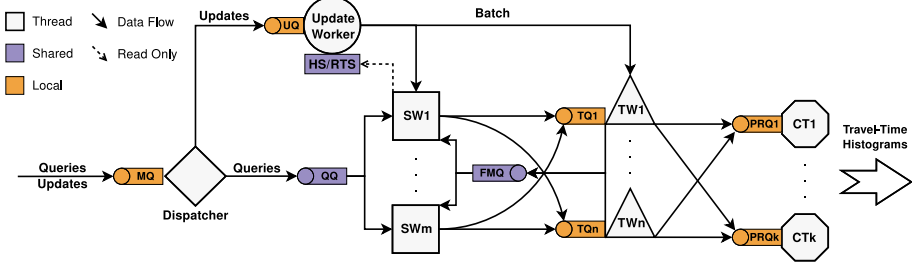 Thread
Data Flow
Shared
Read Only
Local
Updates
UQ
Update
Worker
HS/RTS
Batch
Queries
Updates
MQ
Dispatcher
Queries
QQ
SW1
SWm
FMQ
TQ1
TQn
TW1
TWn
PRQ1
CT1
PRQk
CTk
Travel-Time
Histograms